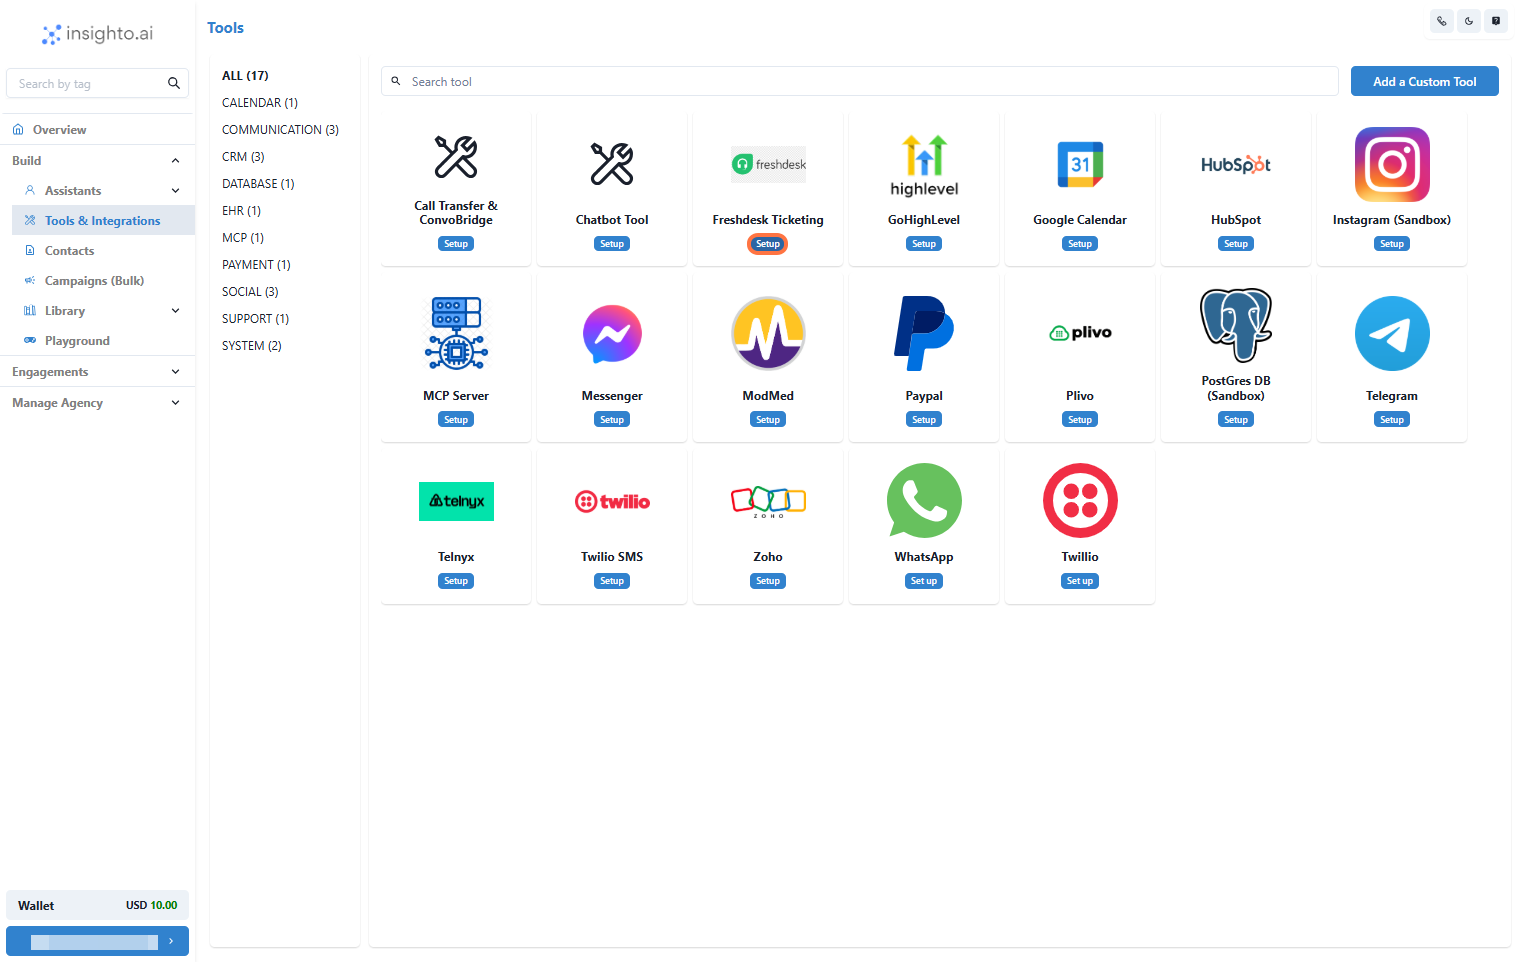 insighto.ai
Tools
Search by tag
Overview
Build
Assistants
Tools & Integrations
Contacts
Campaigns (Bulk)
Library
Playground
Engagements
Manage Agency
Wallet
USD 10.00
ALL (17)
CALENDAR (1)
COMMUNICATION (3)
CRM (3)
DATABASE (1)
EHR (1)
MCP (1)
PAYMENT (1)
SOCIAL (3)
SUPPORT (1)
SYSTEM (2)
Search tool
Add a Custom Tool
Call Transfer &
ConvoBridge
Setup
Chatbot Tool
Setup
freshdesk
Freshdesk Ticketing
Setup
highlevel
GoHighLevel
Setup
31
Google Calendar
Setup
HubSpot
HubSpot
Setup
Instagram (Sandbox)
Setup
MCP Server
Setup
Messenger
Setup
ModMed
Setup
Paypal
Setup
plivo
Plivo
Setup
PostGres DB
(Sandbox)
Setup
Telegram
Setup
telnyx
Telnyx
Setup
twilio
Twilio SMS
Setup
ZOHO
Zoho
Setup
WhatsApp
Set up
Twillio
Set up